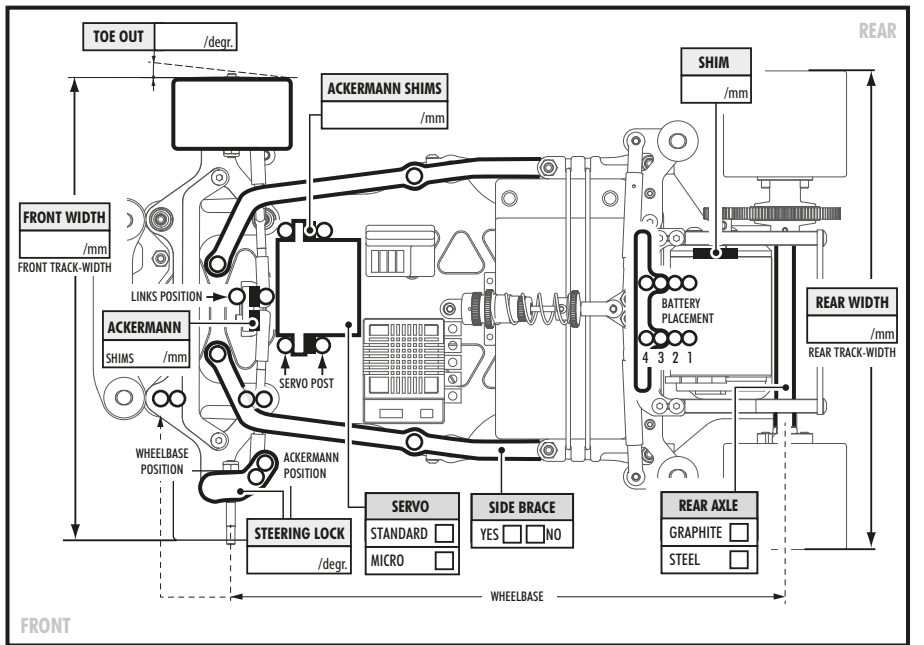 REAR
TOE OUT
/degr.
SHIM
/mm
ACKERMANN SHIMS
/mm
FRONT WIDTH
/mm
FRONT TRACK-WIDTH
LINKS POSITION
BATTERY
PLACEMENT
4 3 2 1
REAR WIDTH
/mm
REAR TRACK-WIDTH
ACKERMANN
SHIMS /mm
SERVO POST
WHEELBASE
POSITION
ACKERMANN
POSITION
STEERING LOCK
/degr.
SERVO
STANDARD
MICRO
SIDE BRACE
YES NO
REAR AXLE
GRAPHITE
STEEL
WHEELBASE
FRONT